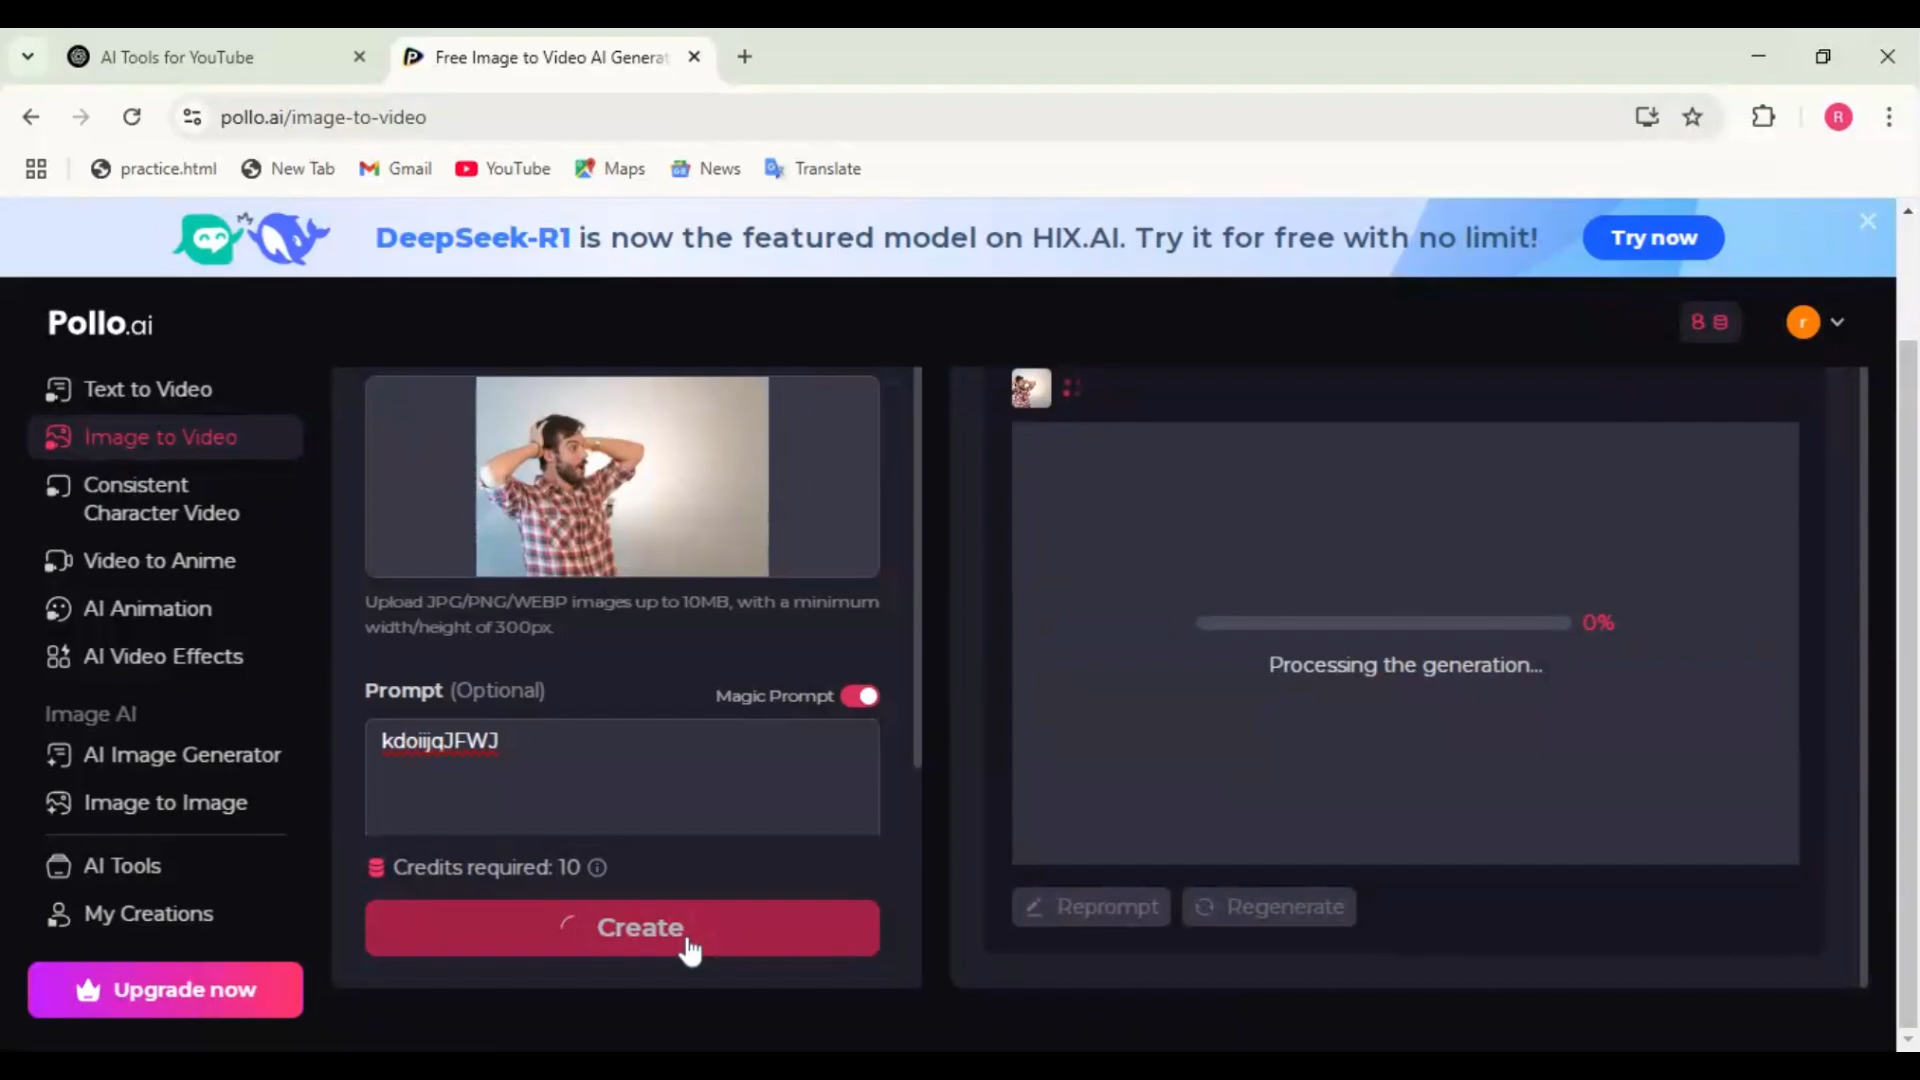 AI Tools for YouTube
Free Image to Video AI Generat
pollo.ai/image-to-video
R
practice.html
New Tab
Gmail
YouTube
Maps
News
Translate
DeepSeek-R1 is now the featured model on HIX.AI. Try it for free with no limit!
Try now
Pollo.ai
8
r
Text to Video
Image to Video
Consistent
Character Video
Video to Anime
AI Animation
AI Video Effects
Image AI
AI Image Generator
Image to Image
AI Tools
My Creations
Upgrade now
Upload JPG/PNG/WEBP images up to 10MB, with a minimum
width/height of 300px.
Prompt (Optional)
Magic Prompt
kdoiijqJFWJ
Credits required: 10
Create
0%
Processing the generation...
Reprompt
Regenerate